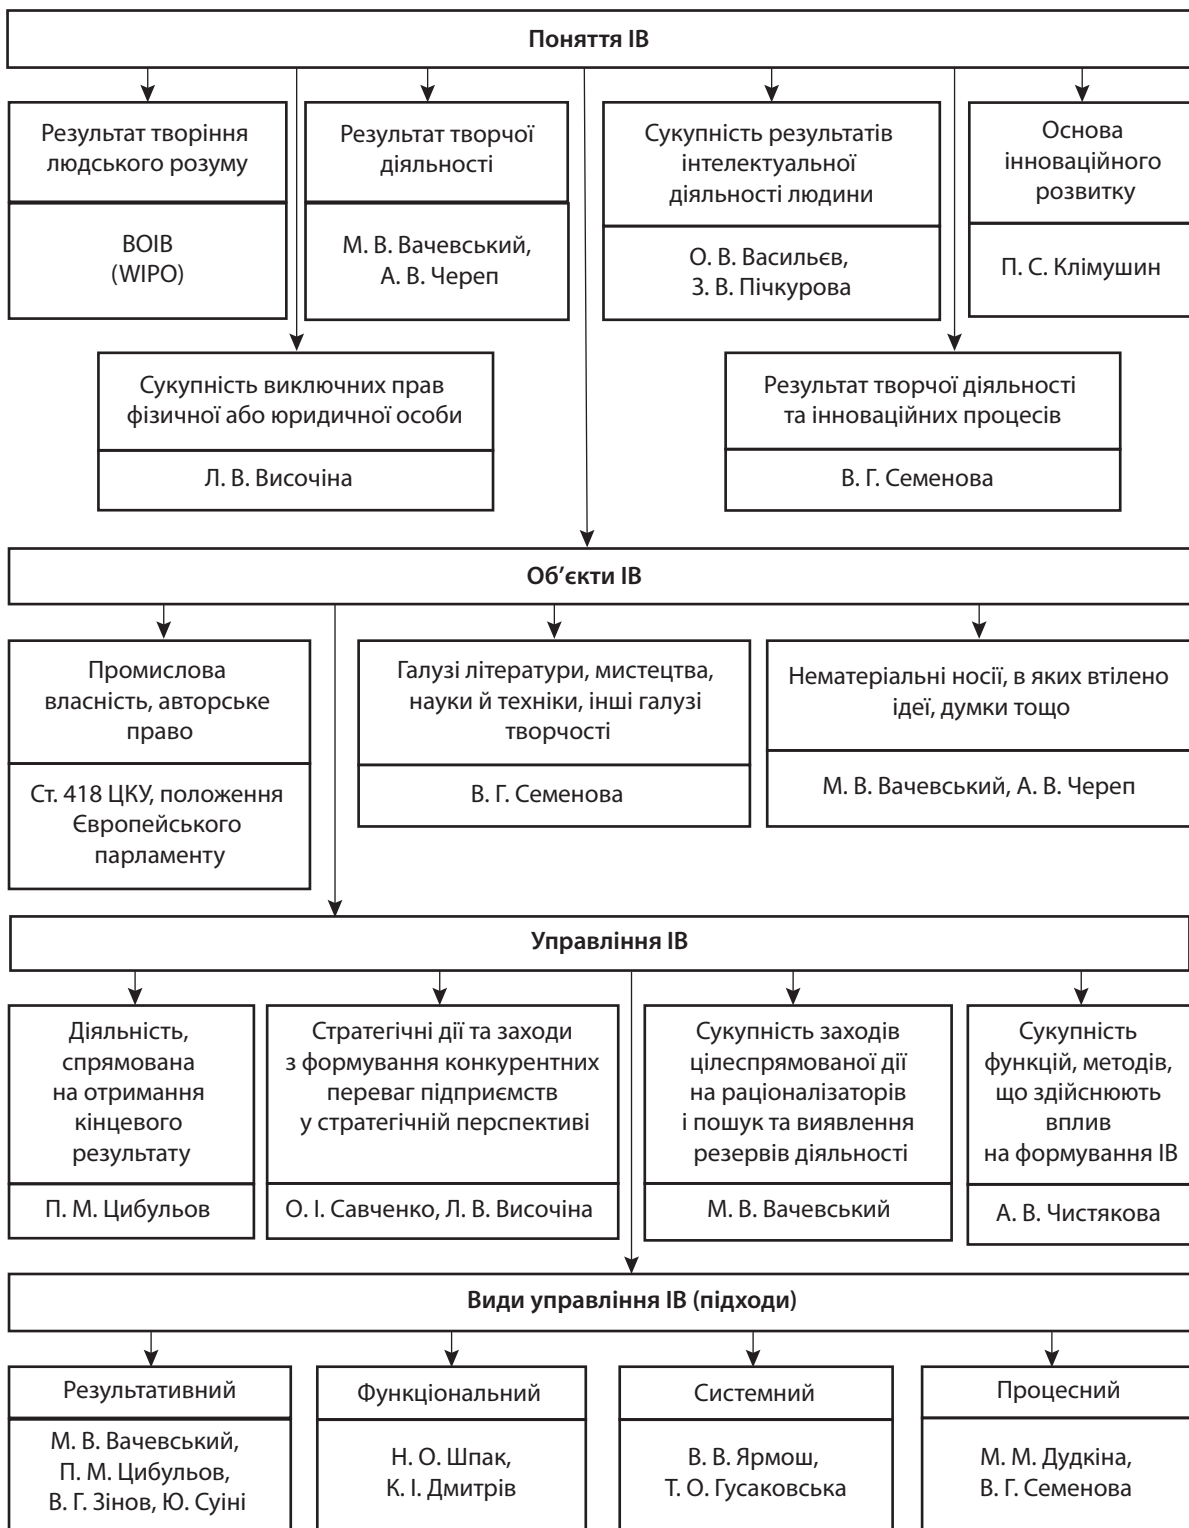 Поняття ІВ
Результат творіння
людського розуму
ВОІВ
(WIPO)
Результат творчої
діяльності
М. В. Вачевський,
А. В. Череп
Сукупність результатів
інтелектуальної
діяльності людини
О. В. Васильєв,
З. В. Пічкурова
Основа
інноваційного
розвитку
П. С. Клімушин
Сукупність виключних прав
фізичної або юридичної особи
Л. В. Височіна
Результат творчої діяльності
та інноваційних процесів
В. Г. Семенова
Об’єкти ІВ
Промислова
власність, авторське
право
Ст. 418 ЦКУ, положення
Європейського
парламенту
Галузі літератури, мистецтва,
науки й техніки, інші галузі
творчості
В. Г. Семенова
Нематеріальні носії, в яких втілено
ідеї, думки тощо
М. В. Вачевський, А. В. Череп
Управління ІВ
Діяльність,
спрямована
на отримання
кінцевого
результату
П. М. Цибульов
Стратегічні дії та заходи
з формування конкурентних
переваг підприємств
у стратегічній перспективі
О. І. Савченко, Л. В. Височіна
Сукупність заходів
цілеспрямованої дії
на раціоналізаторів
і пошук та виявлення
резервів діяльності
М. В. Вачевський
Сукупність
функцій, методів,
що здійснюють
вплив
на формування ІВ
А. В. Чистякова
Види управління ІВ (підходи)
Результативний
М. В. Вачевський,
П. М. Цибульов,
В. Г. Зінов, Ю. Суіні
Функціональний
Н. О. Шпак,
К. І. Дмитрів
Системний
В. В. Ярмош,
Т. О. Гусаковська
Процесний
М. М. Дудкіна,
В. Г. Семенова